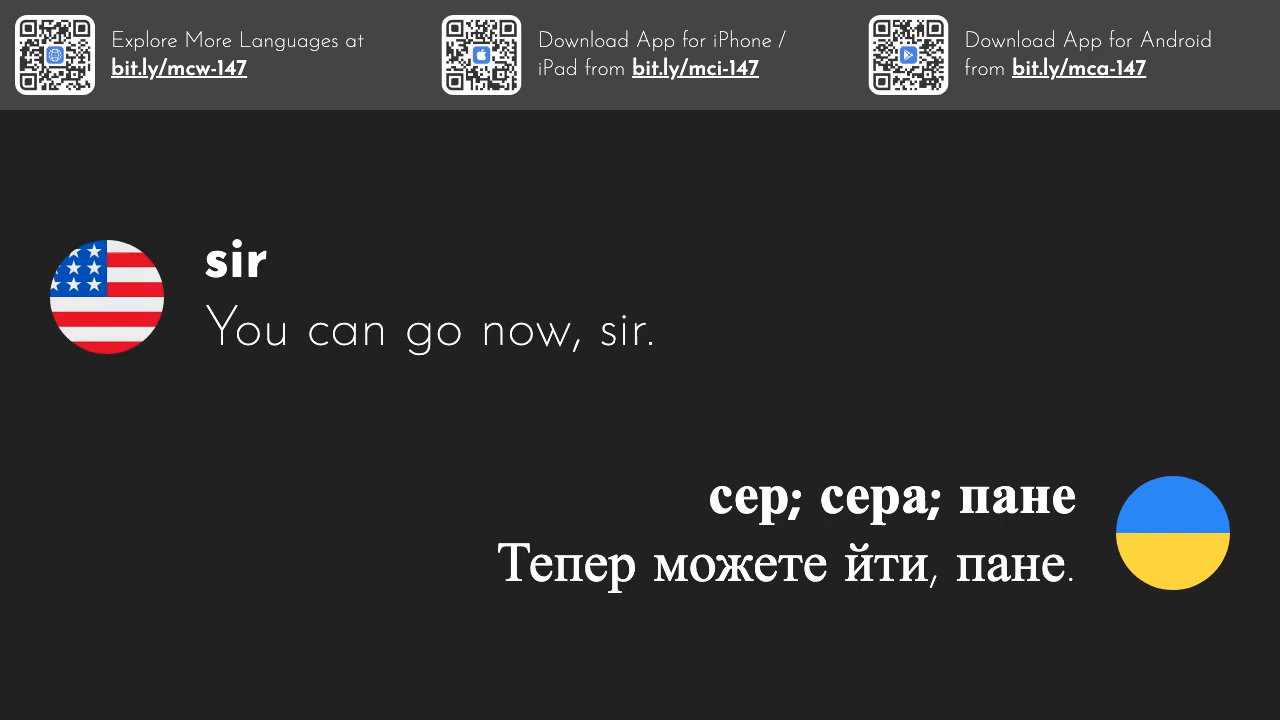 Explore More Languages at
bit.ly/mcw-147
Download App for iPhone /
iPad from bit.ly/mci-147
Download App for Android
from bit.ly/mca-147
sir
You can go now, sir.
сер; сера; пане
Тепер можете йти, пане.